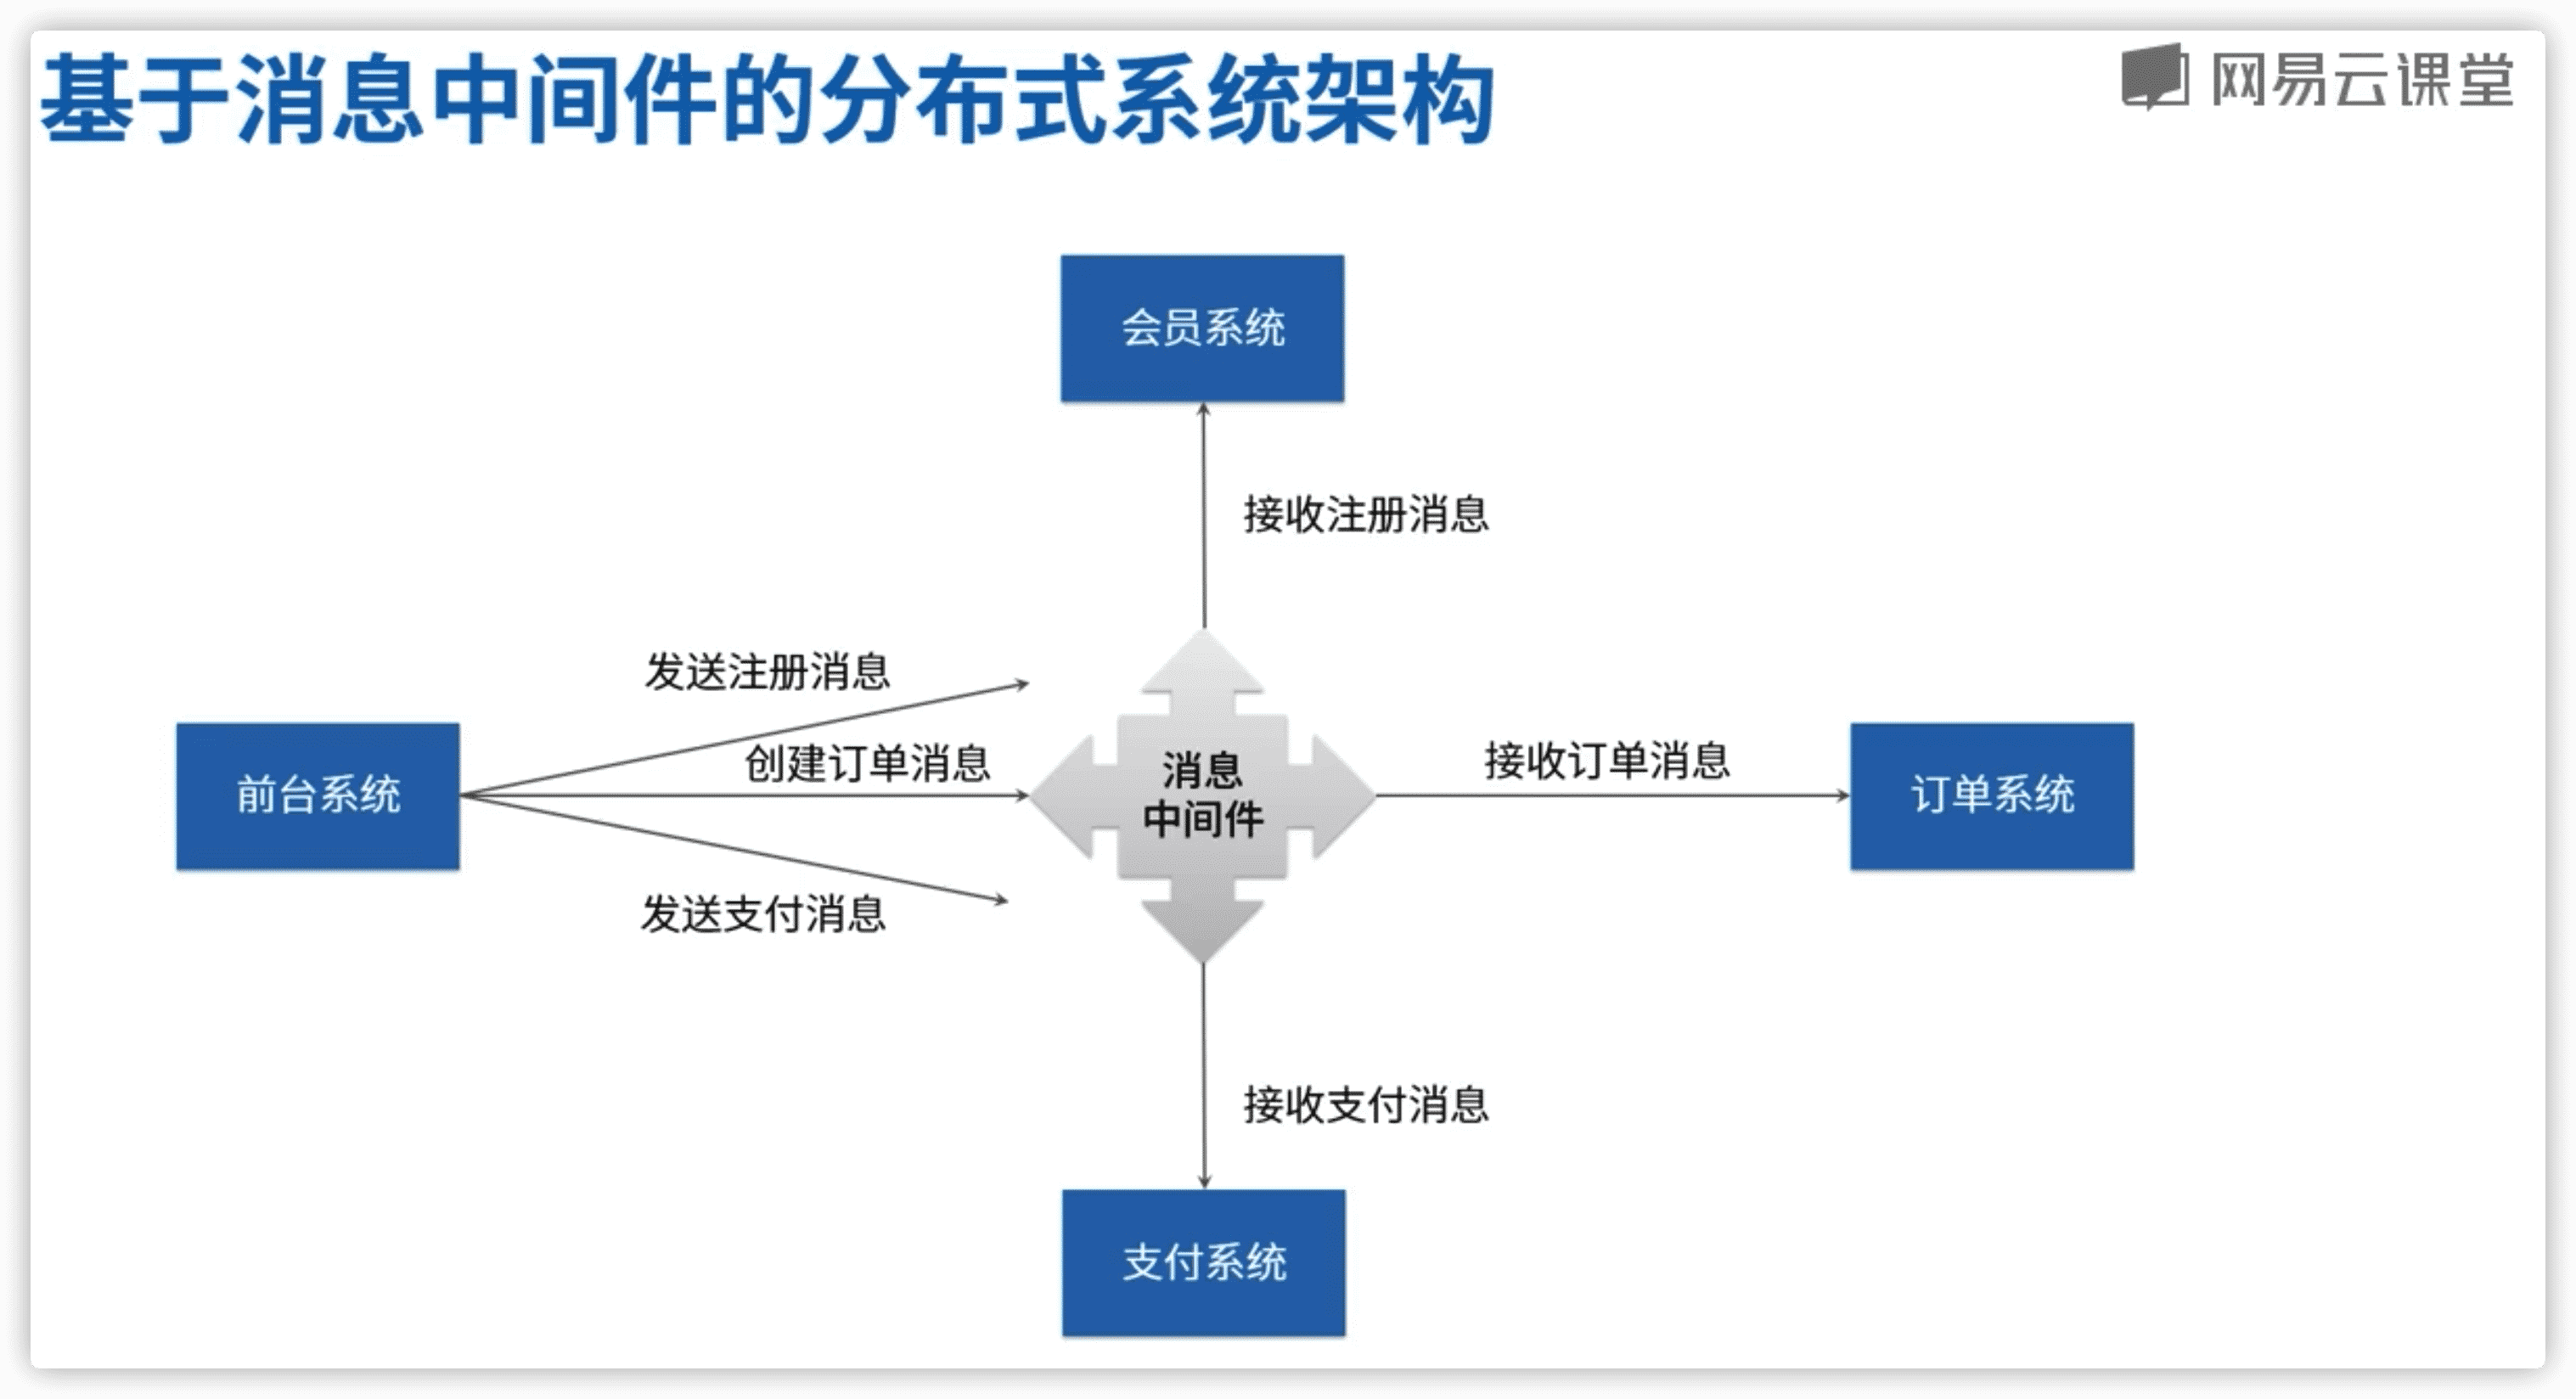 基于消息中间件的分布式系统架构
网易云课堂
会员系统
接收注册消息
发送注册消息
创建订单消息
前台系统
消息
中间件
接收订单消息
订单系统
发送支付消息
接收支付消息
支付系统